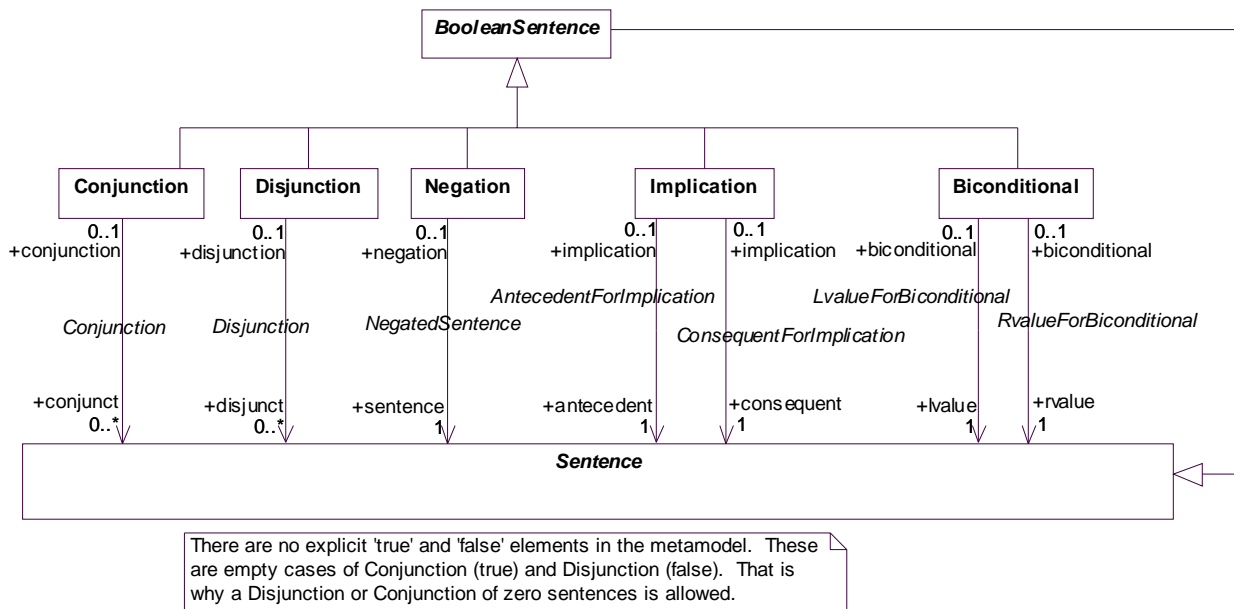 BooleanSentence
Conjunction
Disjunction
Negation
Implication
Biconditional
0..1
0..1
0..1
0..1
0..1
0..1
0..1
+conjunction
+disjunction
+negation
+implication
+implication
+biconditional
+biconditional
AntecedentForImplication
LvalueForBiconditional
Conjunction
Disjunction
NegatedSentence
ConsequentForImplication
RvalueForBiconditional
+conjunct
+disjunct
+sentence
+antecedent
+consequent
+lvalue
+rvalue
0..*
0..*
1
1
1
1
1
Sentence
There are no explicit 'true' and 'false' elements in the metamodel. These
are empty cases of Conjunction (true) and Disjunction (false). That is
why a Disjunction or Conjunction of zero sentences is allowed.